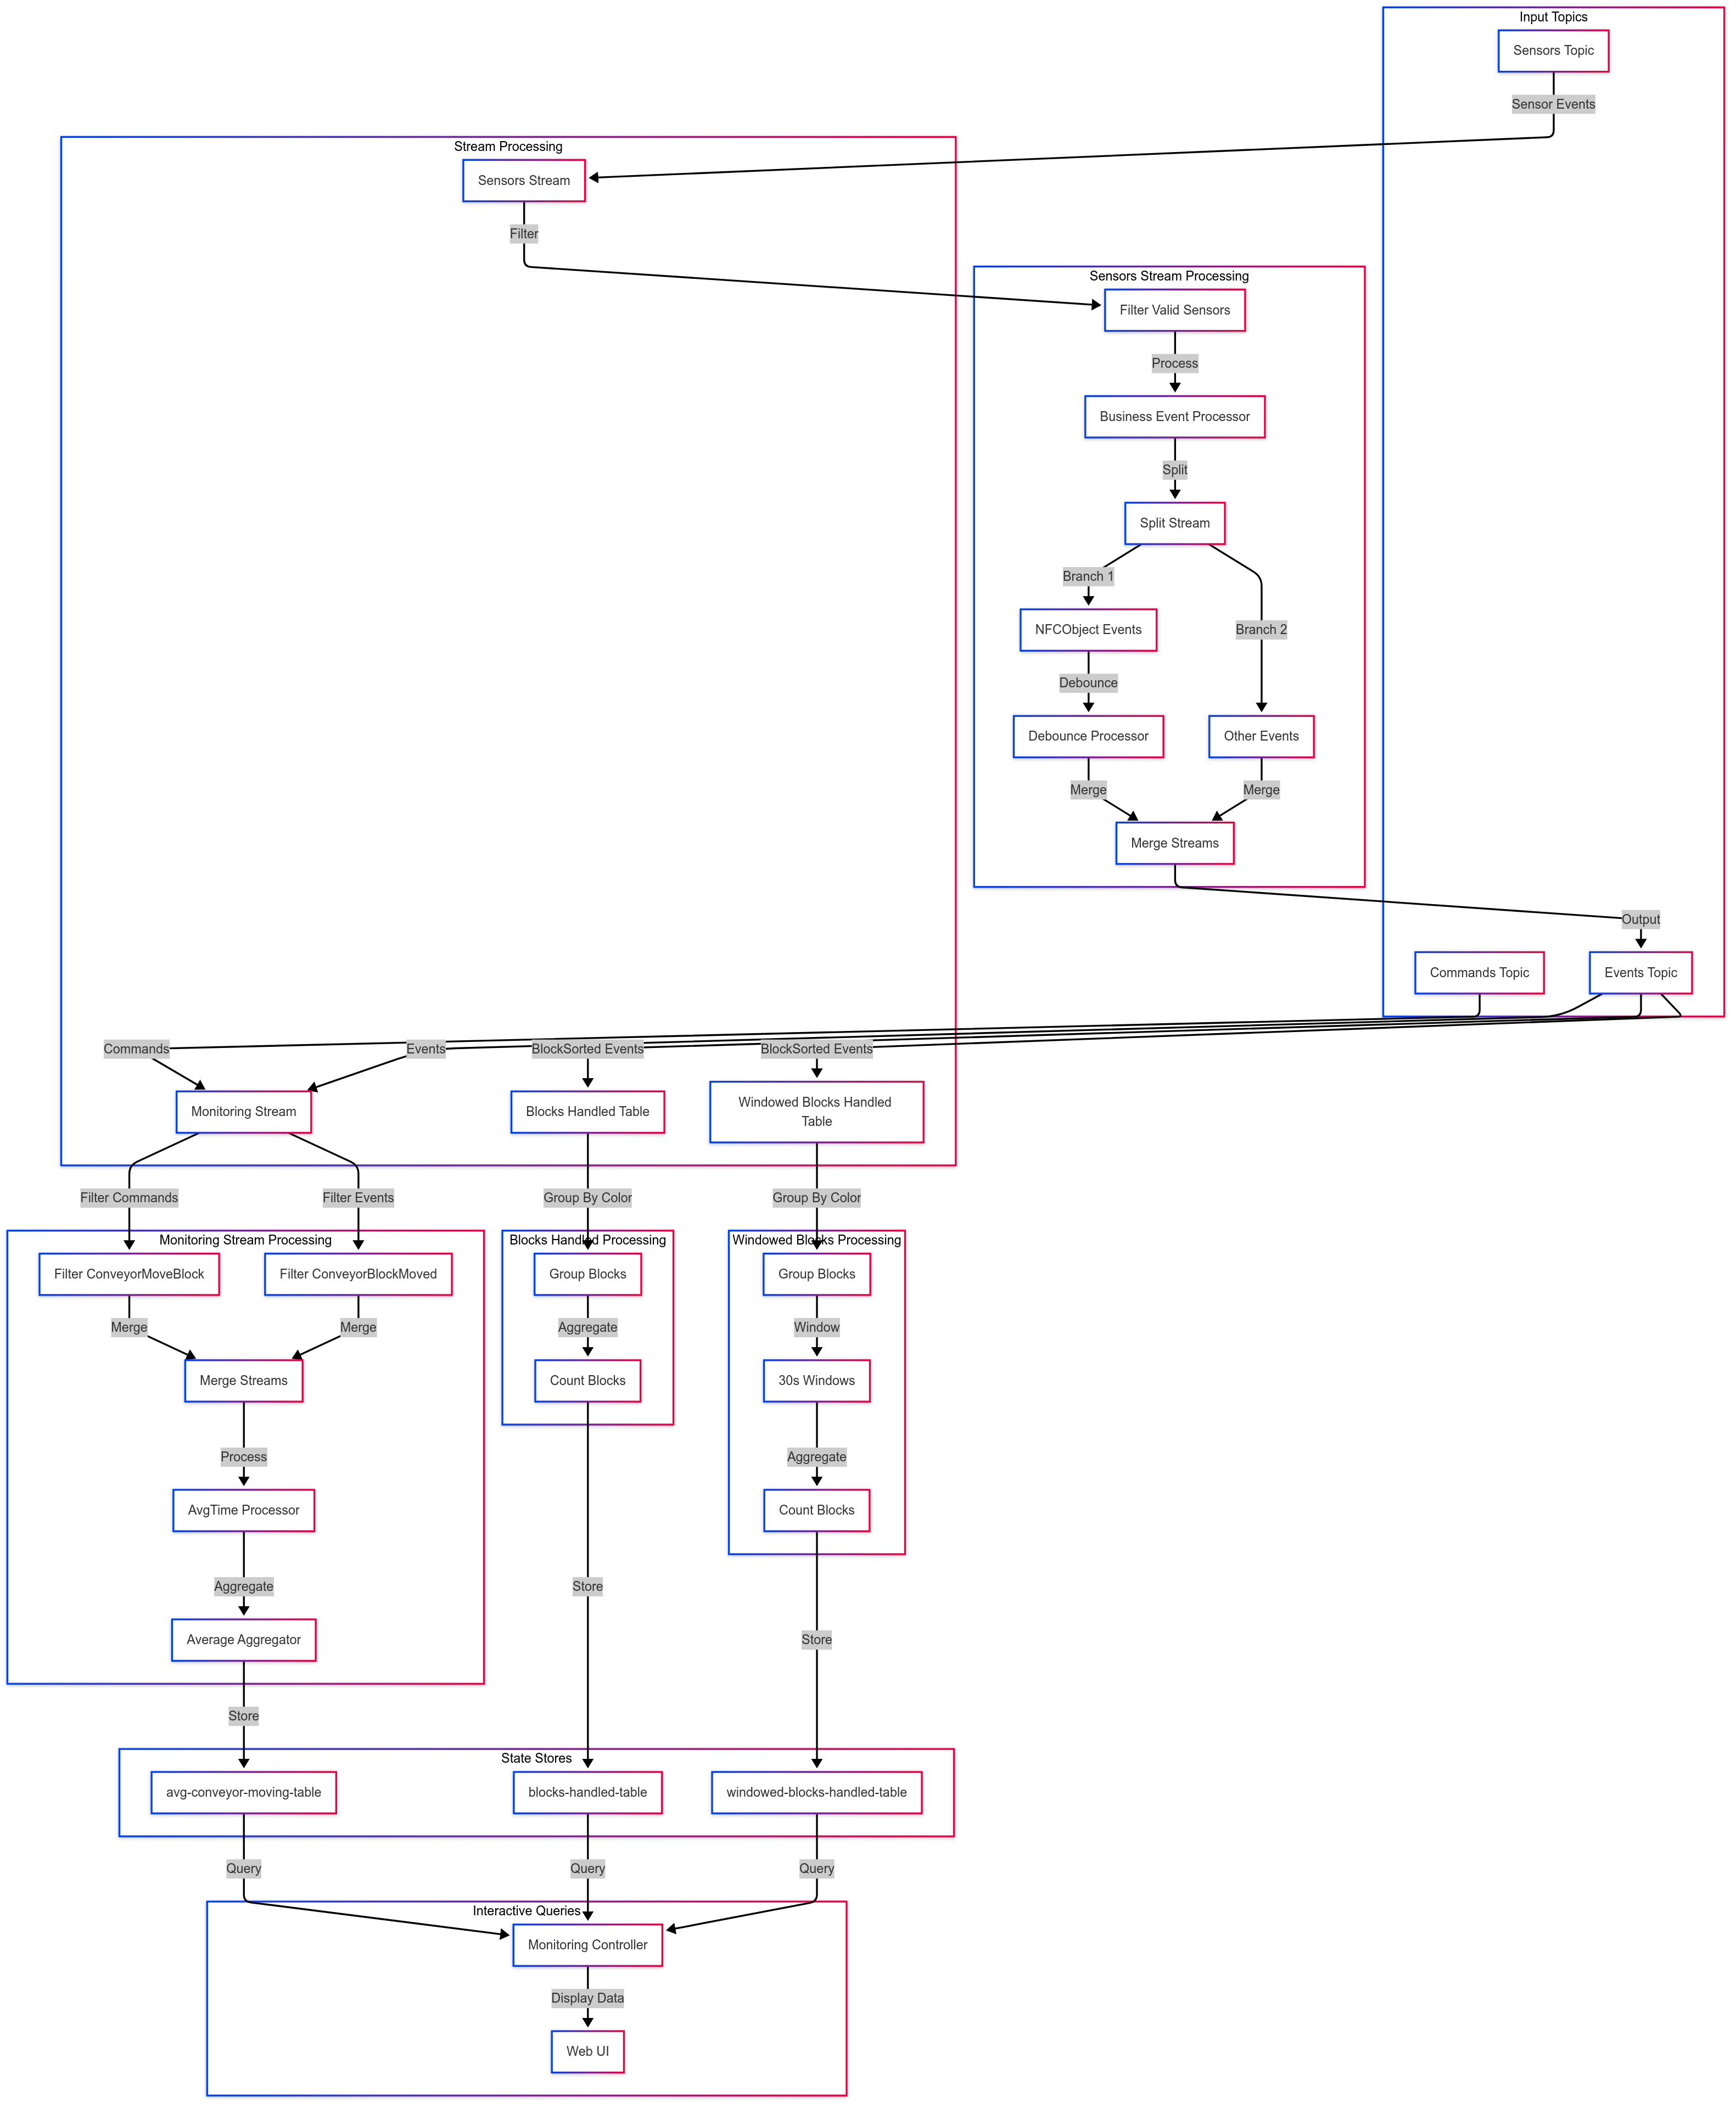 Input Topics
Sensors Topic
Sensor Events
Stream Processing
Sensors Stream
Filter
Sensors Stream Processing
Filter Valid Sensors
Process
Business Event Processor
Split
Split Stream
Branch 1
NFCObject Events
Branch 2
Debounce
Debounce Processor
Other Events
Merge
Merge
Merge Streams
Output
Commands Topic
Events Topic
Commands
Events
BlockSorted Events
BlockSorted Events
Monitoring Stream
Blocks Handled Table
Windowed Blocks Handled
Table
Filter Commands
Filter Events
Group By Color
Group By Color
Monitoring Stream Processing
Blocks Handled Processing
Windowed Blocks Processing
Filter ConveyorMoveBlock
Filter ConveyorBlockMoved
Group Blocks
Group Blocks
Merge
Merge
Aggregate
Window
Merge Streams
Count Blocks
30s Windows
Process
Aggregate
AvgTime Processor
Count Blocks
Aggregate
Store
Average Aggregator
Store
Store
State Stores
avg-conveyor-moving-table
blocks-handled-table
windowed-blocks-handled-table
Query
Query
Query
Interactive Queries
Monitoring Controller
Display Data
Web UI